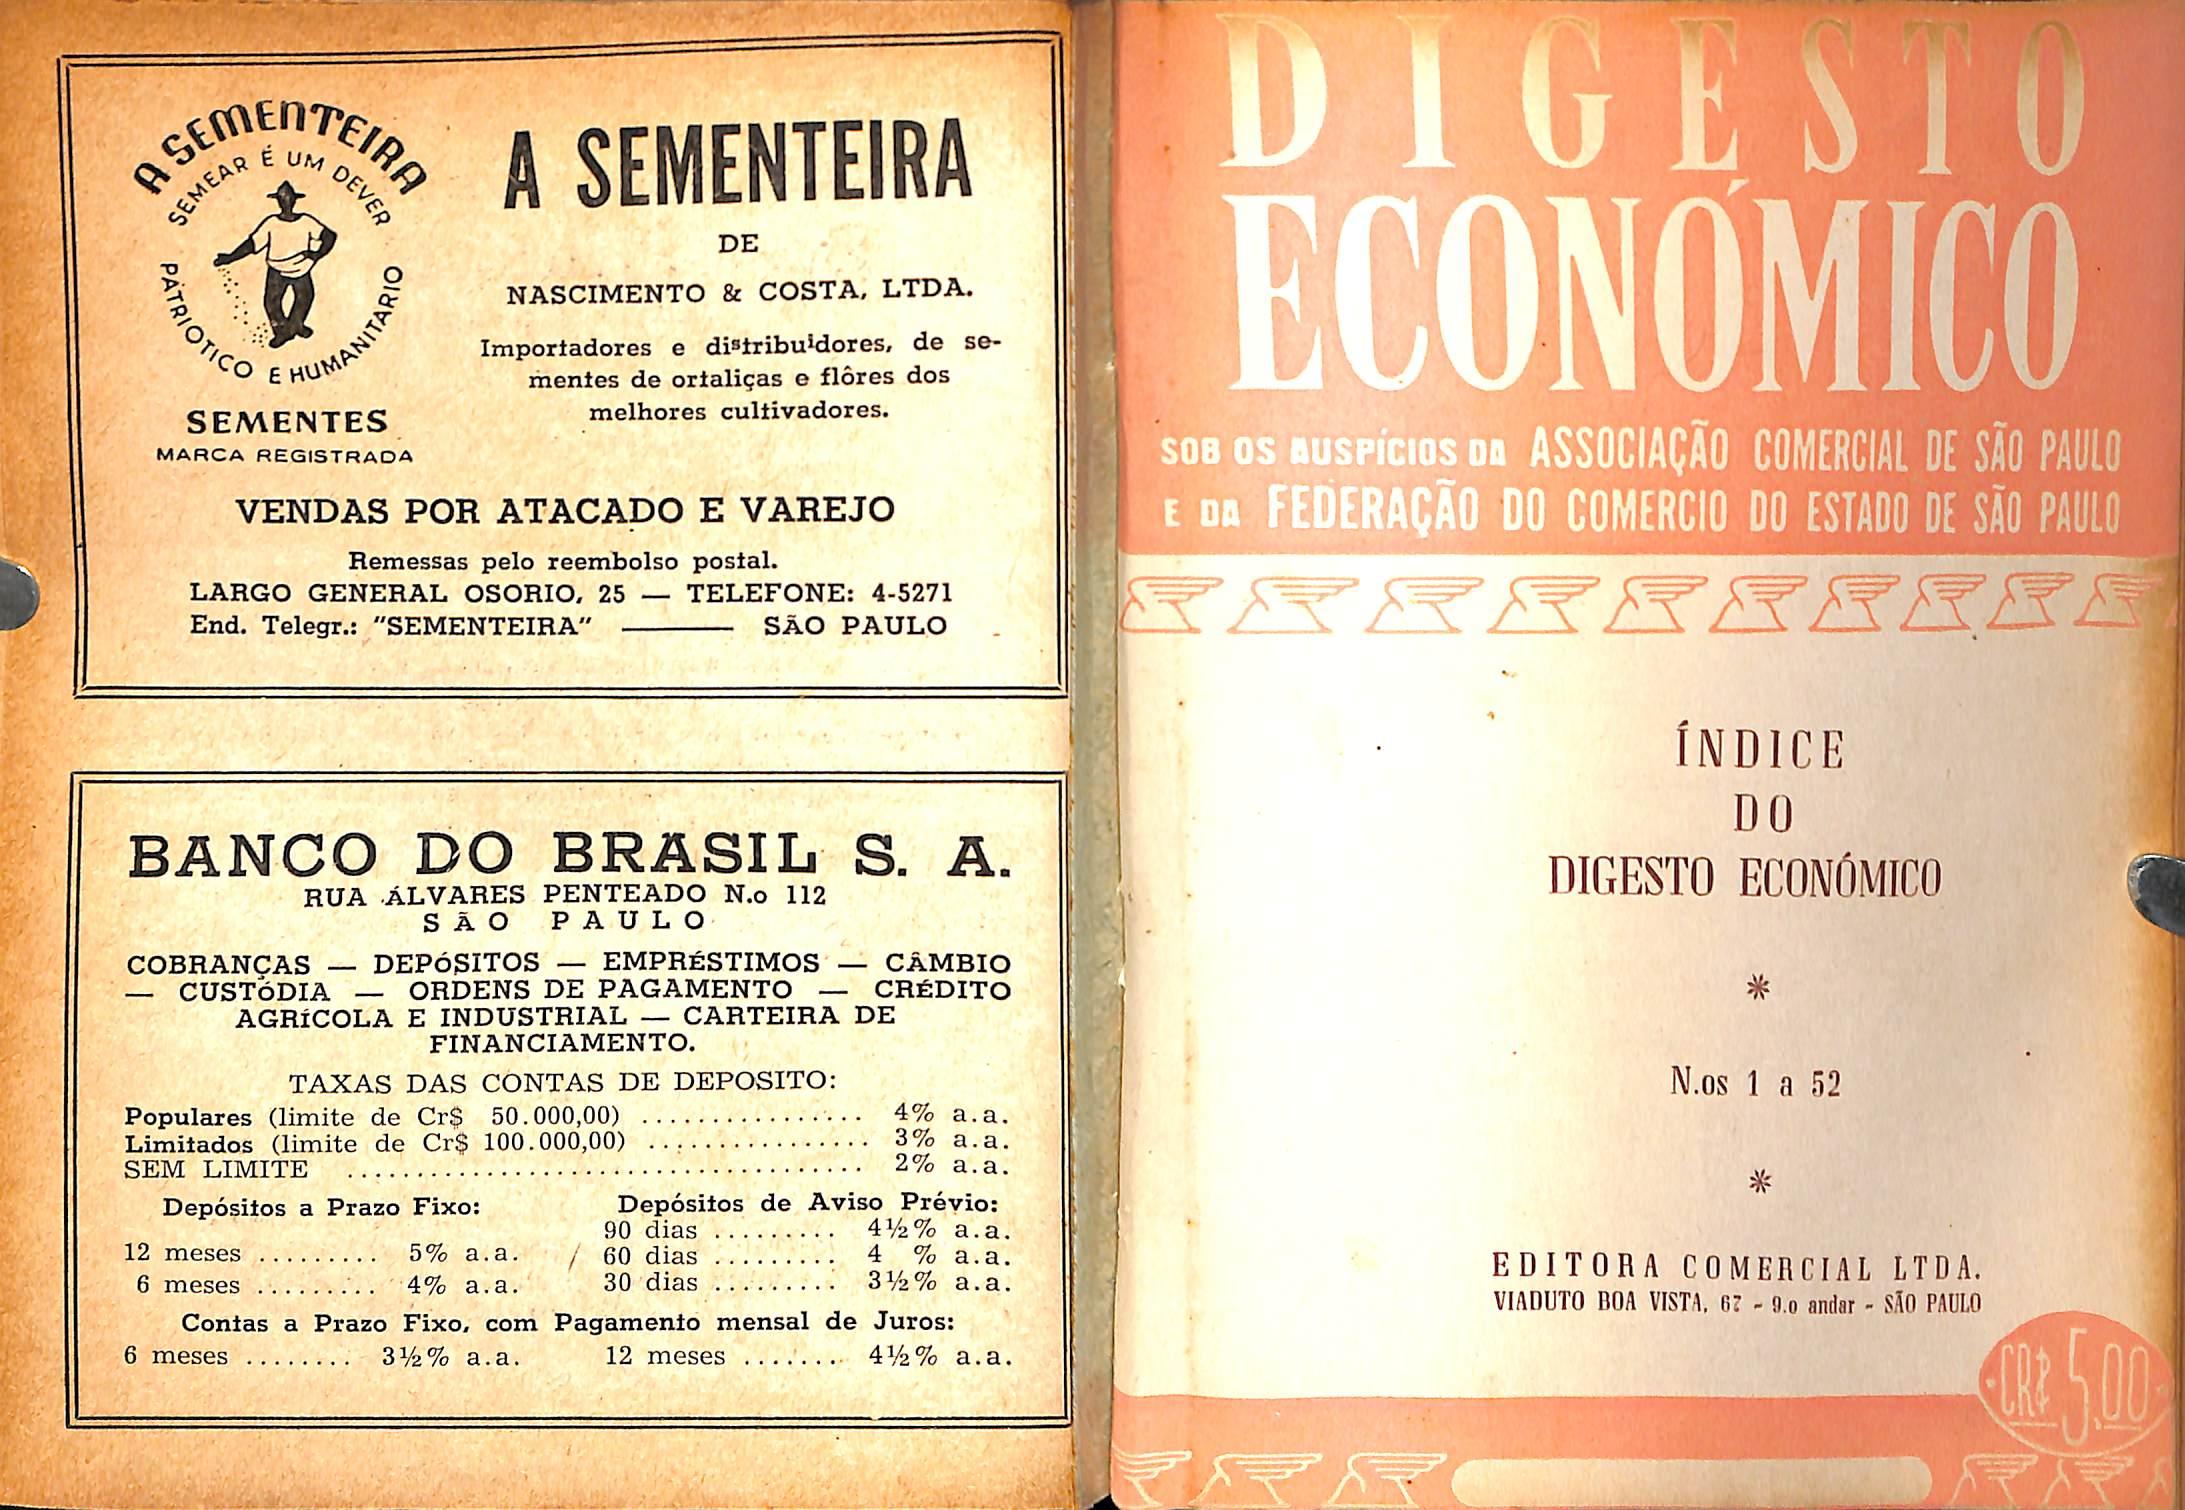 A SEMENTEIRA
SEMEAR É UM DEVER
PATRIOTICO E HUMANITARIO
SEMENTES
MARCA REGISTRADA
A SEMENTEIRA
DE
NASCIMENTO & COSTA, LTDA.
Importadores e distribuidores, de se-
mentes de ortaliças e flôres dos
melhores cultivadores.
VENDAS POR ATACADO E VAREJO
Remessas pelo reembolso postal.
LARGO GENERAL OSORIO, 25 — TELEFONE: 4-5271
End. Telegr.: "SEMENTEIRA" ——— SÃO PAULO
BANCO DO BRASIL S. A.
RUA ÁLVARES PENTEADO N.o 112
SÃO PAULO
COBRANÇAS — DEPÓSITOS — EMPRÉSTIMOS — CÂMBIO
— CUSTÓDIA — ORDENS DE PAGAMENTO — CRÉDITO
AGRÍCOLA E INDUSTRIAL — CARTEIRA DE
FINANCIAMENTO.
TAXAS DAS CONTAS DE DEPOSITO:
Populares (limite de Cr$ 50.000,00) ................ 4% a.a.
Limitados (limite de Cr$ 100.000,00) ................ 3% a.a.
SEM LIMITE ..................................... 2% a.a.
Depósitos a Prazo Fixo:
12 meses ......... 5% a.a.
6 meses ......... 4% a.a.
Depósitos de Aviso Prévio:
90 dias ......... 4½% a.a.
60 dias ......... 4 % a.a.
30 dias ......... 3½% a.a.
Contas a Prazo Fixo, com Pagamento mensal de Juros:
6 meses ........ 3½% a.a. 12 meses ....... 4½% a.a.
DIGESTO
ECONÓMICO
SOB OS AUSPÍCIOS DA ASSOCIAÇÃO COMERCIAL DE SÃO PAULO
E DA FEDERAÇÃO DO COMERCIO DO ESTADO DE SÃO PAULO
ÍNDICE
DO
DIGESTO ECONÓMICO
*
N.os 1 a 52
*
EDITORA COMERCIAL LTDA.
VIADUTO BOA VISTA, 67 - 9.o andar - SÃO PAULO
CR$ 5,00